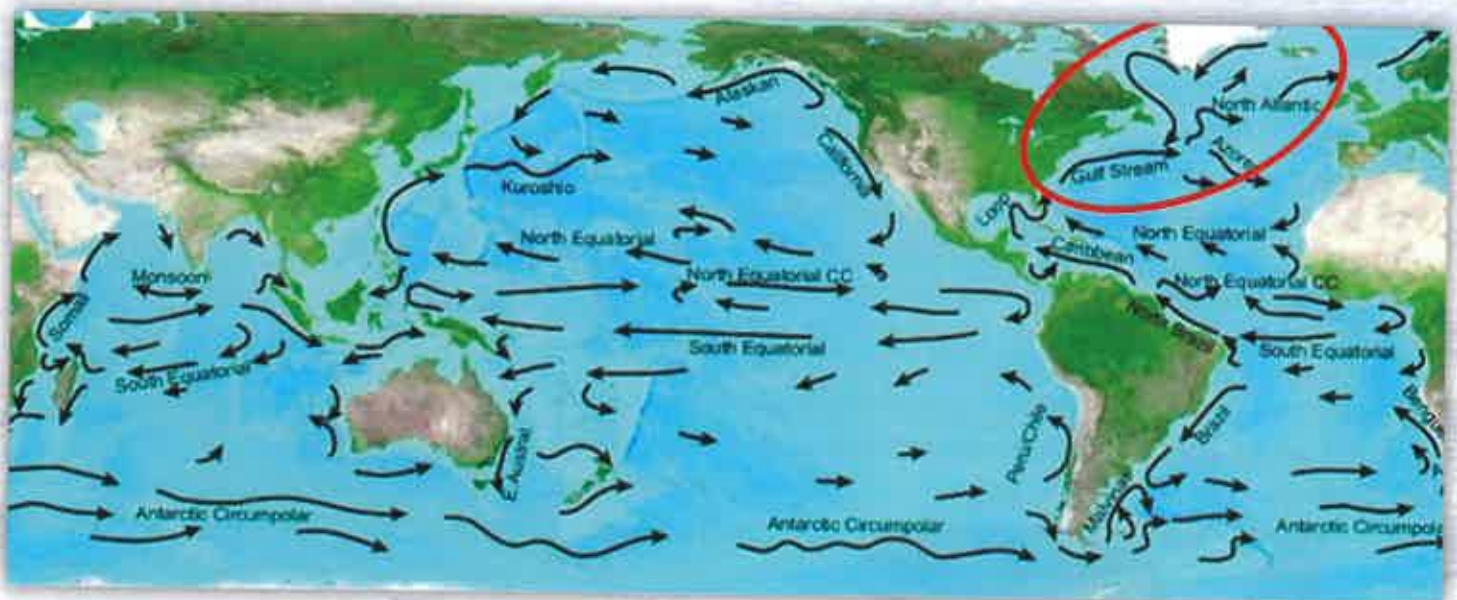 Alaskan
North Atlantic
California
Azores
Gulf Stream
Kuroshio
Loop
North Equatorial
North Equatorial
Caribbean
Monsoon
North Equatorial CC
North Equatorial CC
Somali
North Brazil
South Equatorial
South Equatorial
South Equatorial
Brazil
Peru/Chile
E. Austral
Antarctic Circumpolar
Antarctic Circumpolar
Antarctic Circumpola